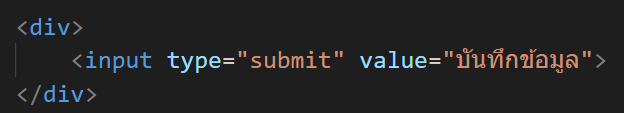 <div>
<input type="submit" value="บันทึกข้อมูล">
</div>